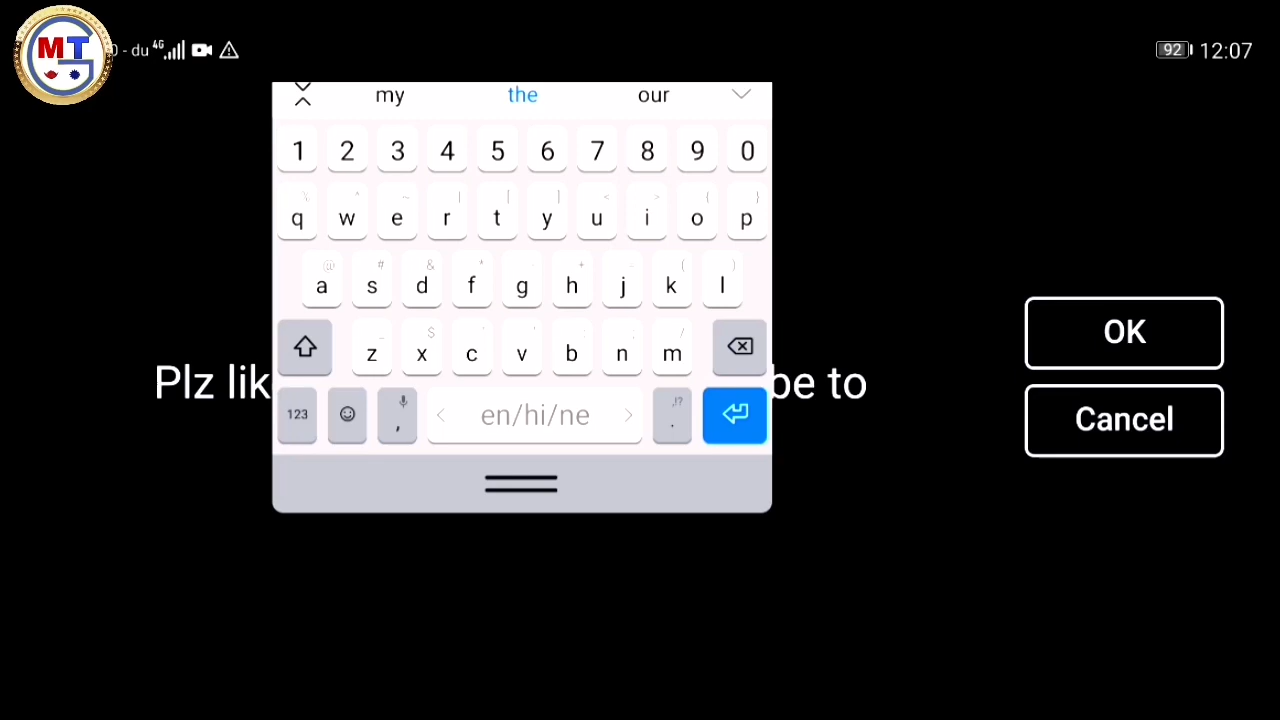 MTG
- du 4G
92 12:07
my the our
1 2 3 4 5 6 7 8 9 0
q w e r t y u i o p
a s d f g h j k l
z x c v b n m
123 , en/hi/ne .
Plz lik be to
OK
Cancel